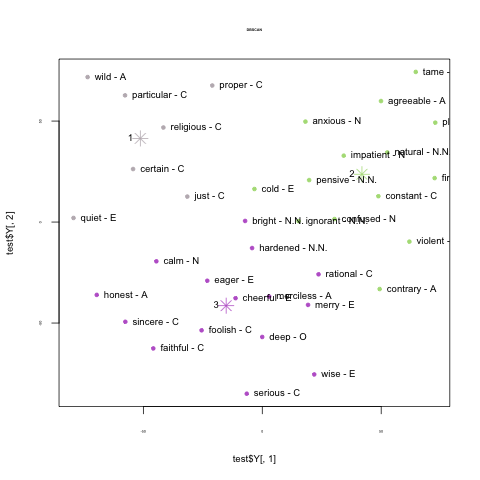 DBSCAN
tame -
wild - A
proper - C
particular - C
agreeable - A
anxious - N
religious - C
1
impatient - N
natural - N.N.
certain - C
2
pensive - N.N.
cold - E
just - C
constant - C
quiet - E
bright - N.N.
ignorant - N.N.
confused - N
violent -
hardened - N.N.
calm - N
rational - C
eager - E
contrary - A
honest - A
cheerful - E
merciless - A
3
merry - E
sincere - C
foolish - C
deep - O
faithful - C
wise - E
serious - C
0
test$Y[, 1]
test$Y[, 2]